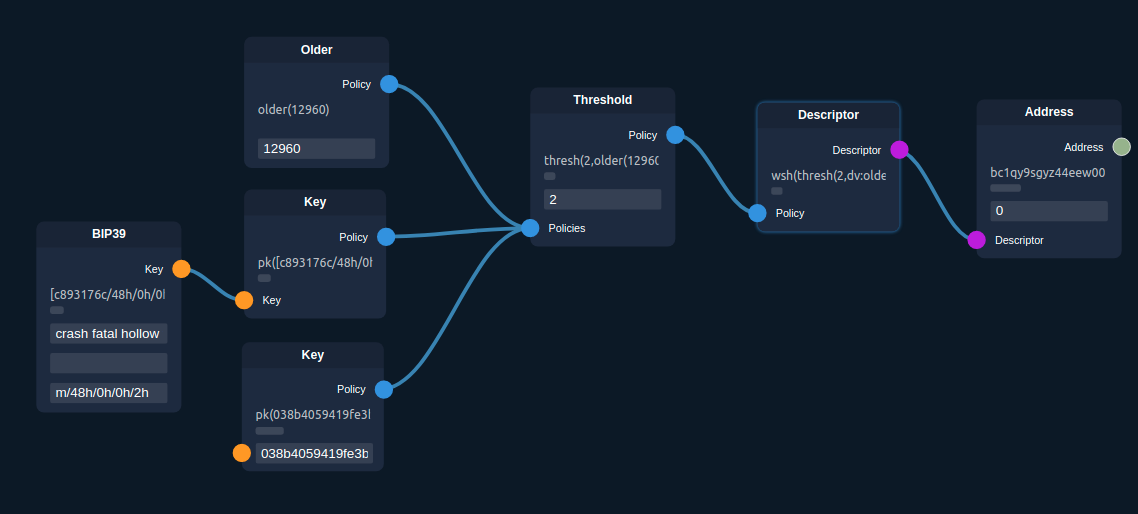 Older
Policy
older(12960)
12960
Key
Policy
pk([c893176c/48h/0h
Key
BIP39
Key
[c893176c/48h/0h/0
crash fatal hollow
m/48h/0h/0h/2h
Key
Policy
pk(038b4059419fe3
038b4059419fe3b
Threshold
Policy
thresh(2,older(1296
2
Policies
Descriptor
Descriptor
wsh(thresh(2,dv:olde
Policy
Address
Address
bc1qy9sgyz44eew00
0
Descriptor